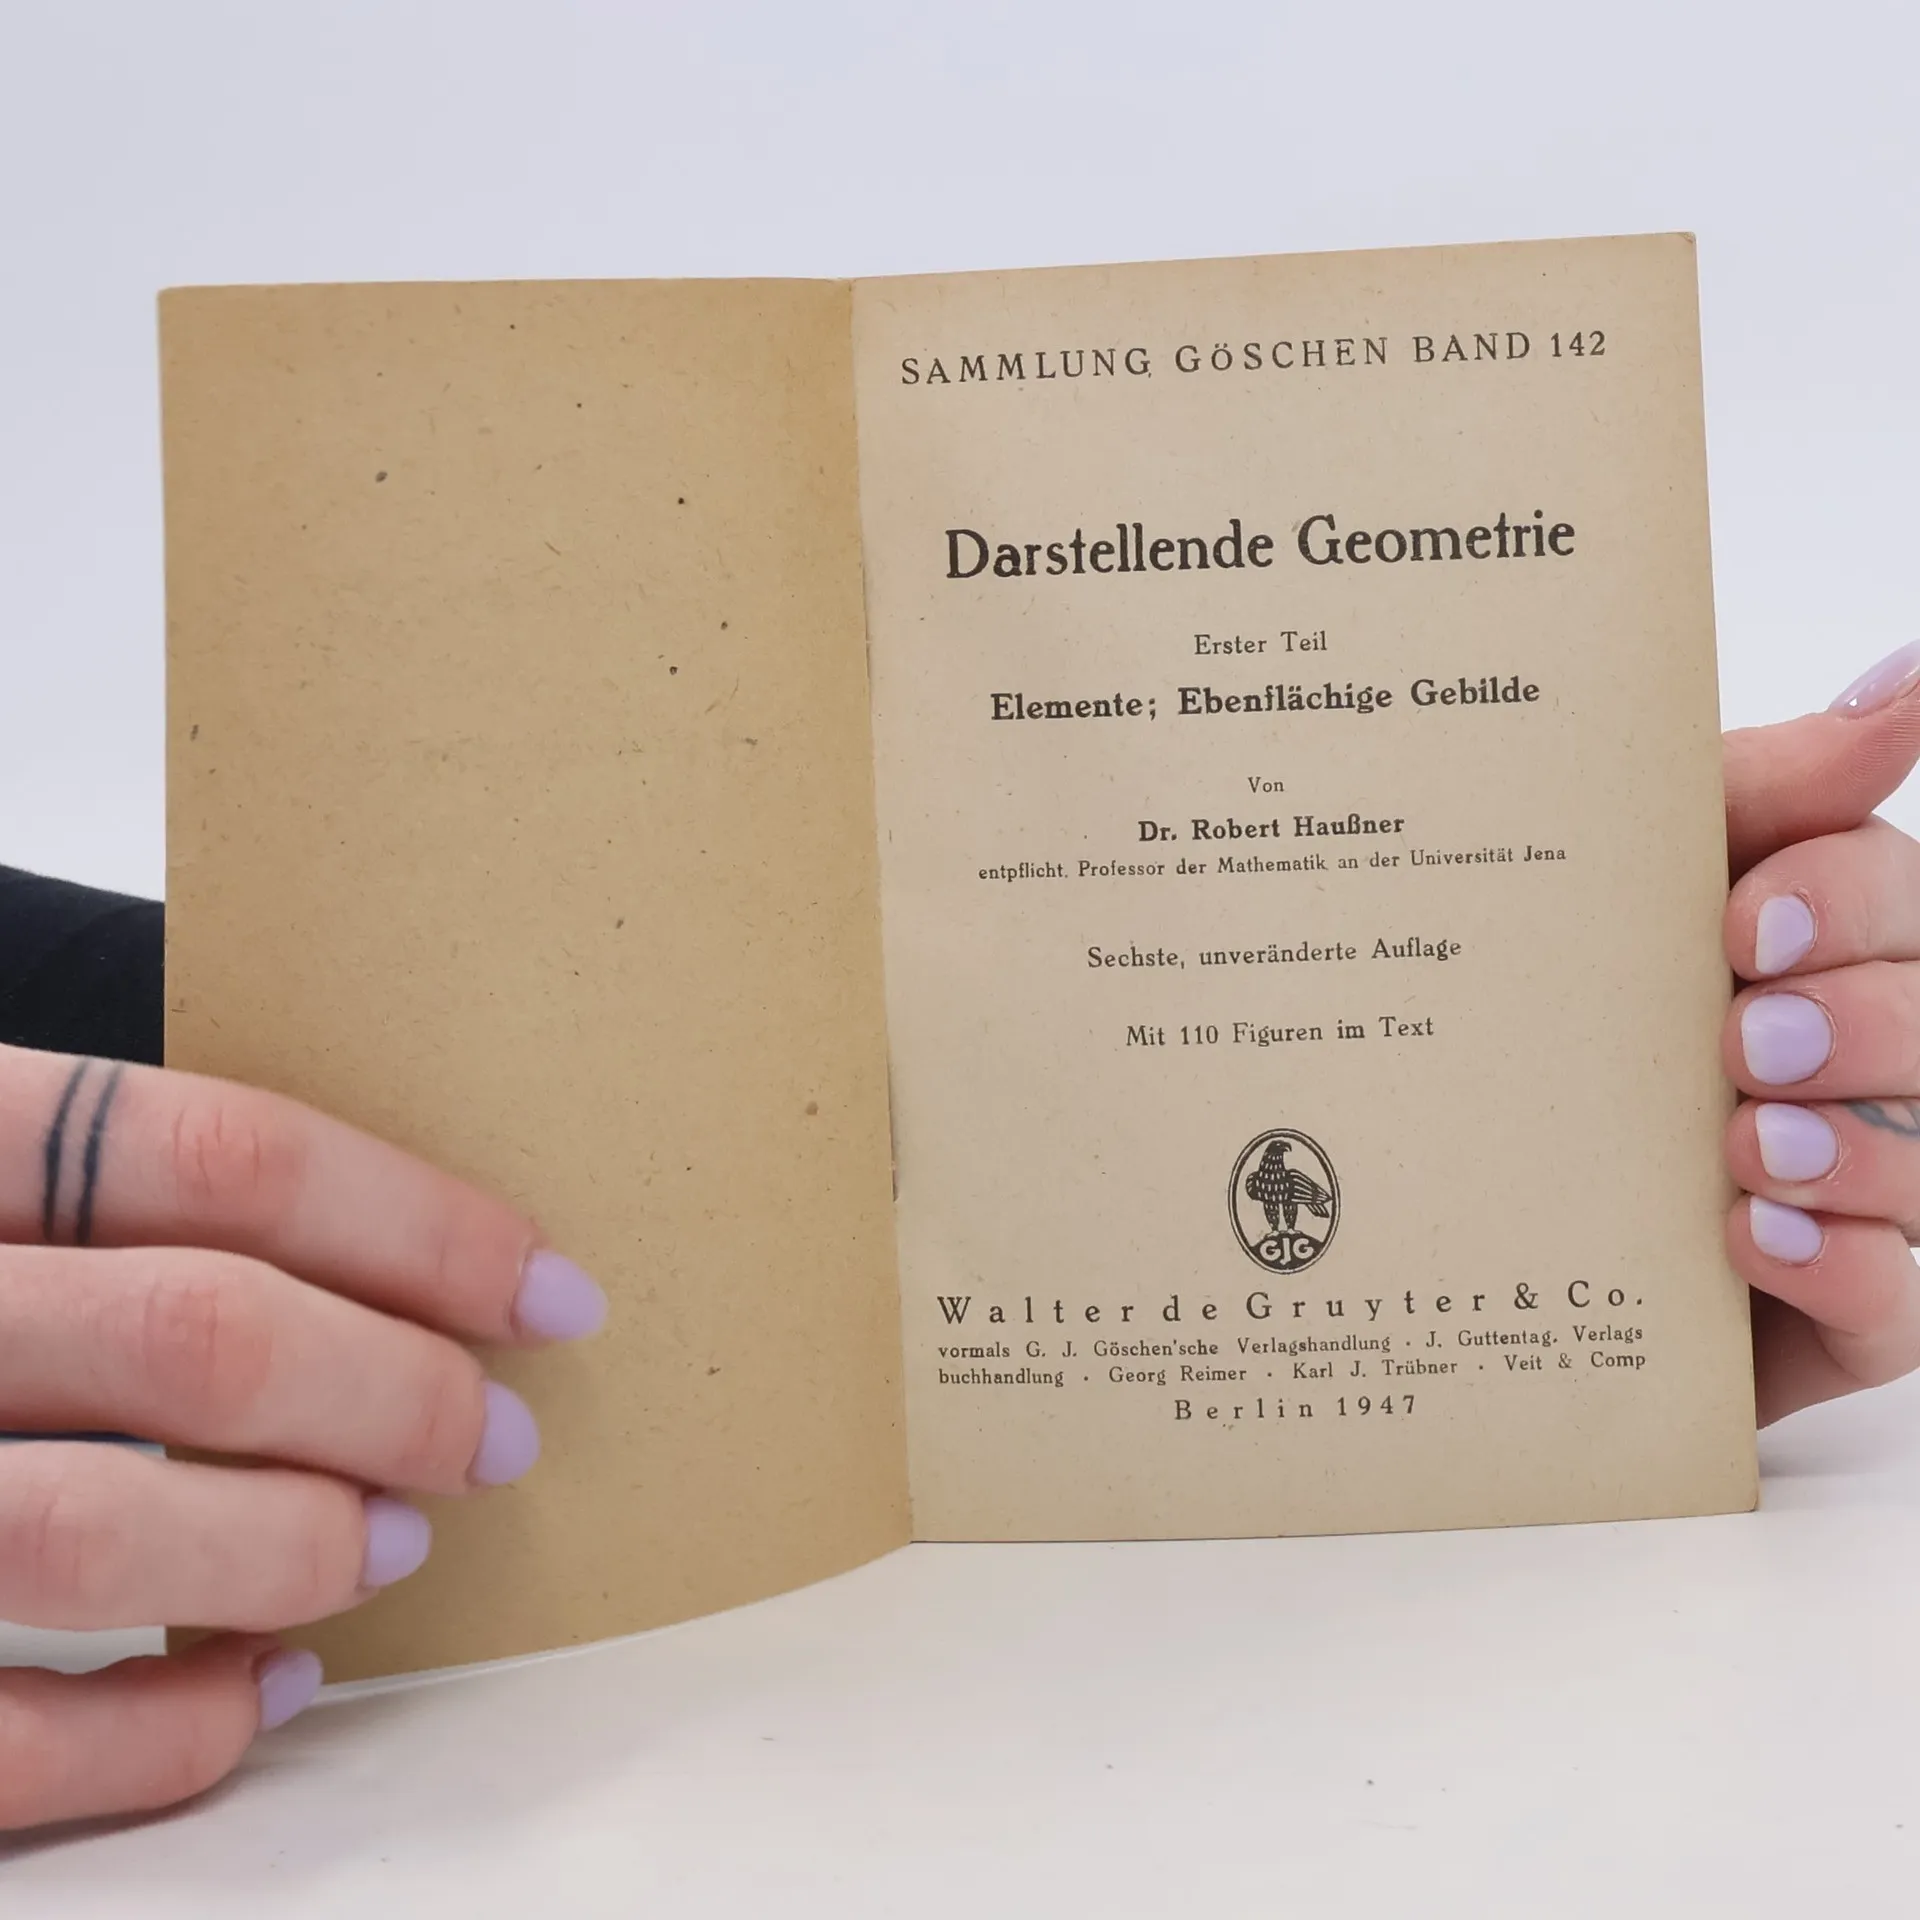 SAMMLUNG GÖSCHEN BAND 142
Darstellende Geometrie
Erster Teil
Elemente; Ebenflächige Gebilde
Von
Dr. Robert Haußner
entpflicht. Professor der Mathematik an der Universität Jena
Sechste, unveränderte Auflage
Mit 110 Figuren im Text
GJG
Walter de Gruyter & Co.
vormals G. J. Göschen'sche Verlagshandlung · J. Guttentag, Verlags
buchhandlung · Georg Reimer · Karl J. Trübner · Veit & Comp
Berlin 1947